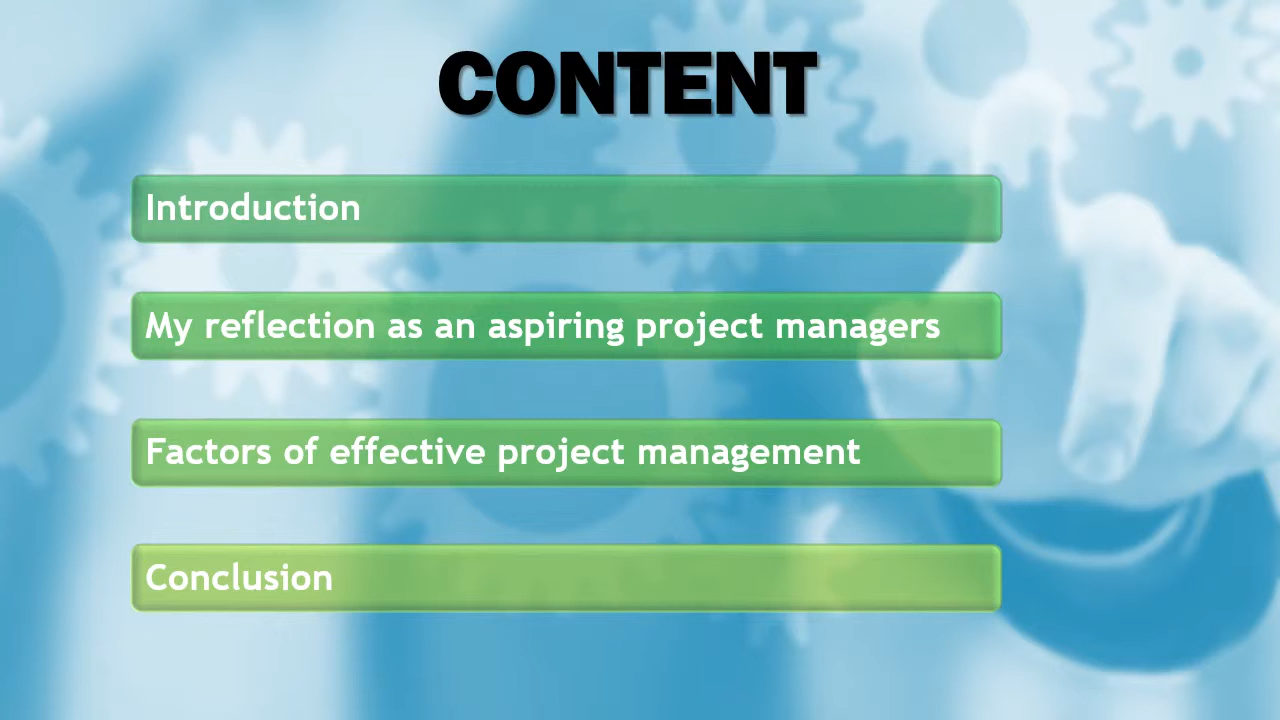 CONTENT
Introduction
My reflection as an aspiring project managers
Factors of effective project management
Conclusion